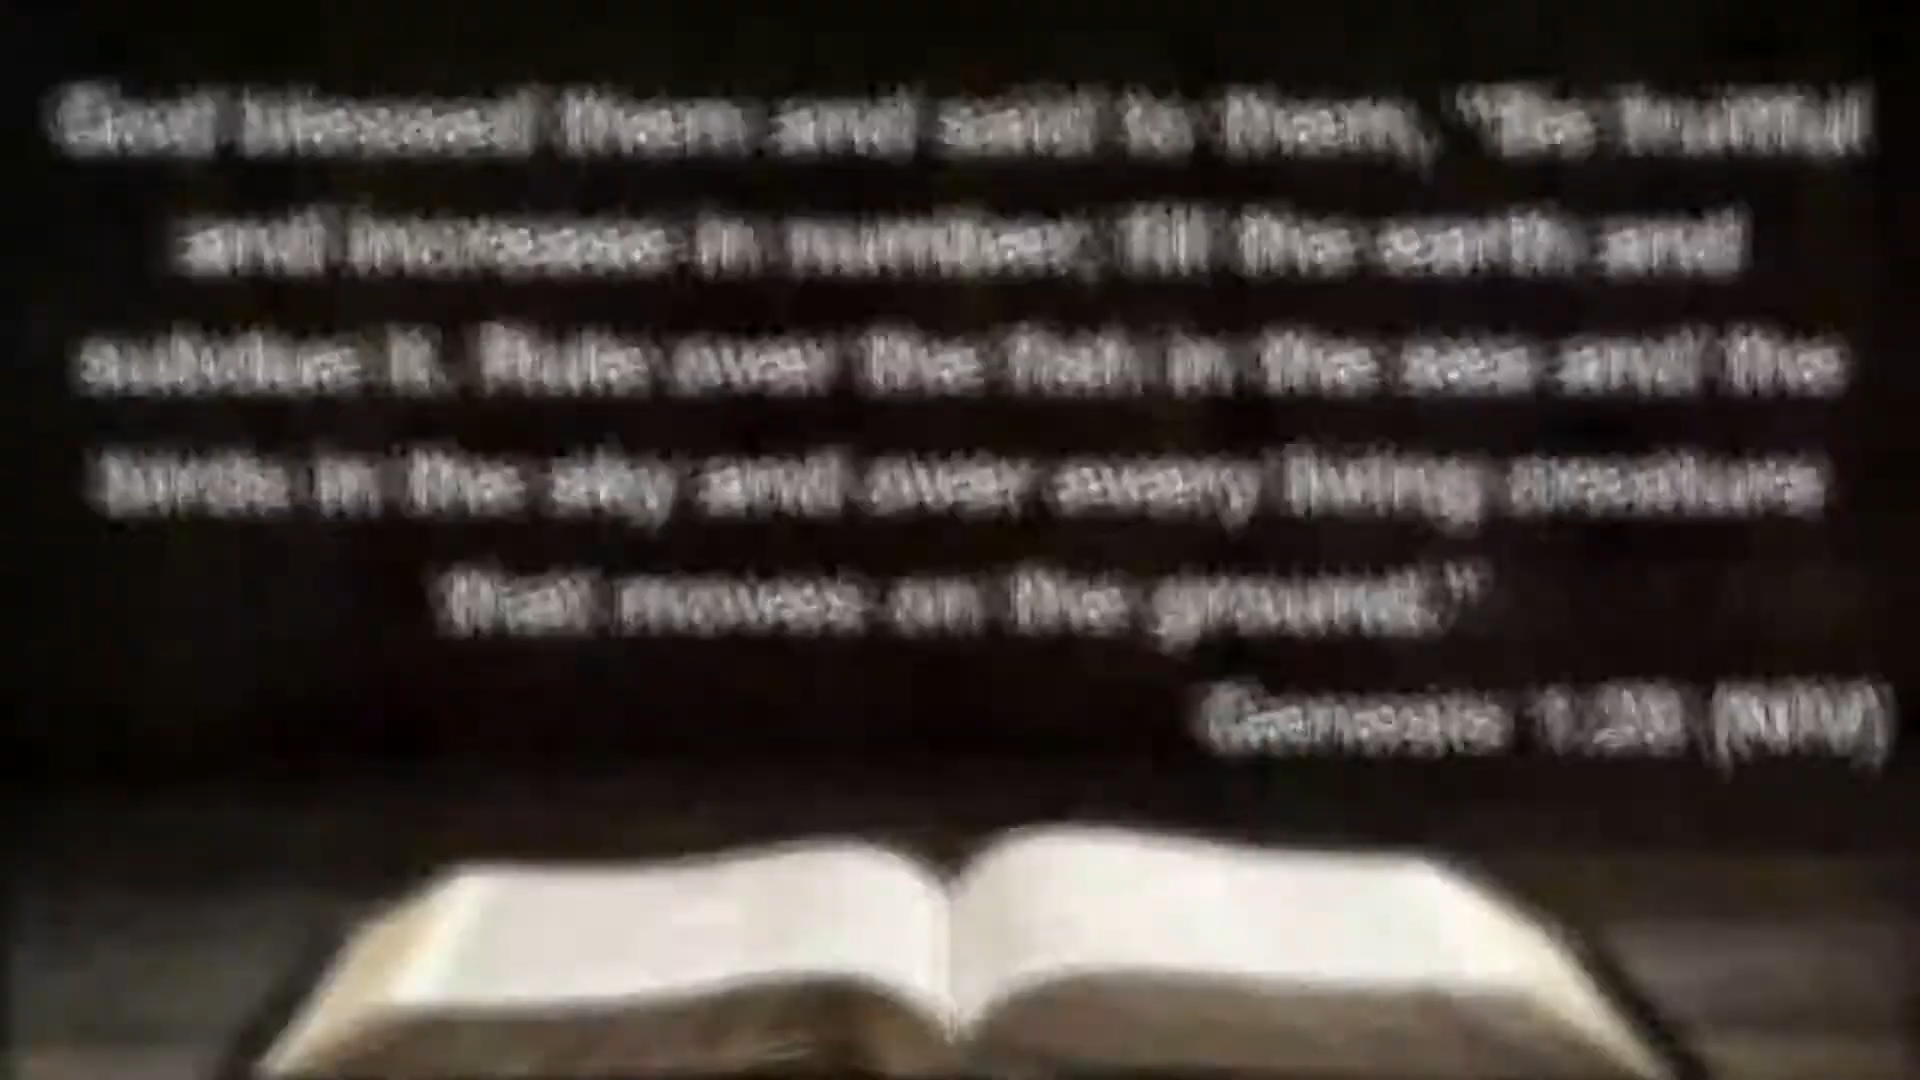 God blessed them and said to them, "Be fruitful
and increase in number; fill the earth and
subdue it. Rule over the fish in the sea and the
birds in the sky and over every living creature
that moves on the ground."
Genesis 1:28 (NIV)